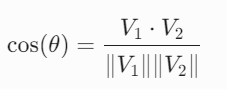 cos(θ) = V₁ · V₂ / ‖V₁‖‖V₂‖